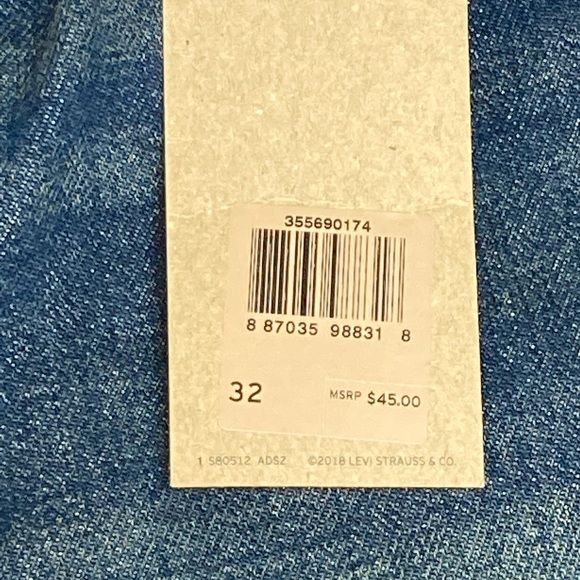 355690174
8 87035 98831 8
32 MSRP $45.00
1 S80512 ADSZ ©2018 LEVI STRAUSS & CO.